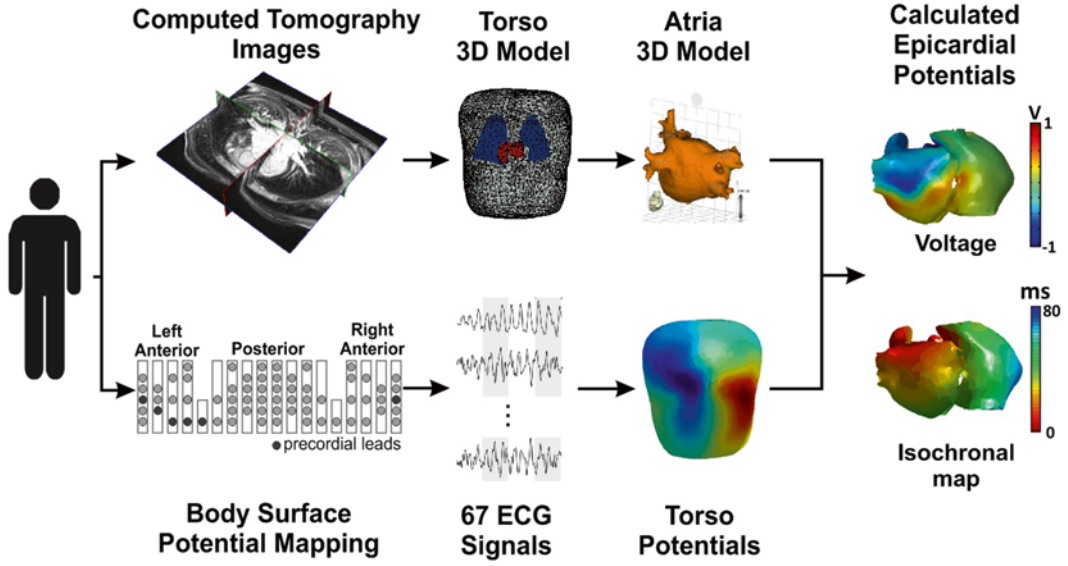 Computed Tomography
Images
Torso
3D Model
Atria
3D Model
Calculated
Epicardial
Potentials
V
1
-1
Voltage
Left
Anterior
Posterior
Right
Anterior
precordial leads
ms
80
0
Isochronal
map
Body Surface
Potential Mapping
67 ECG
Signals
Torso
Potentials